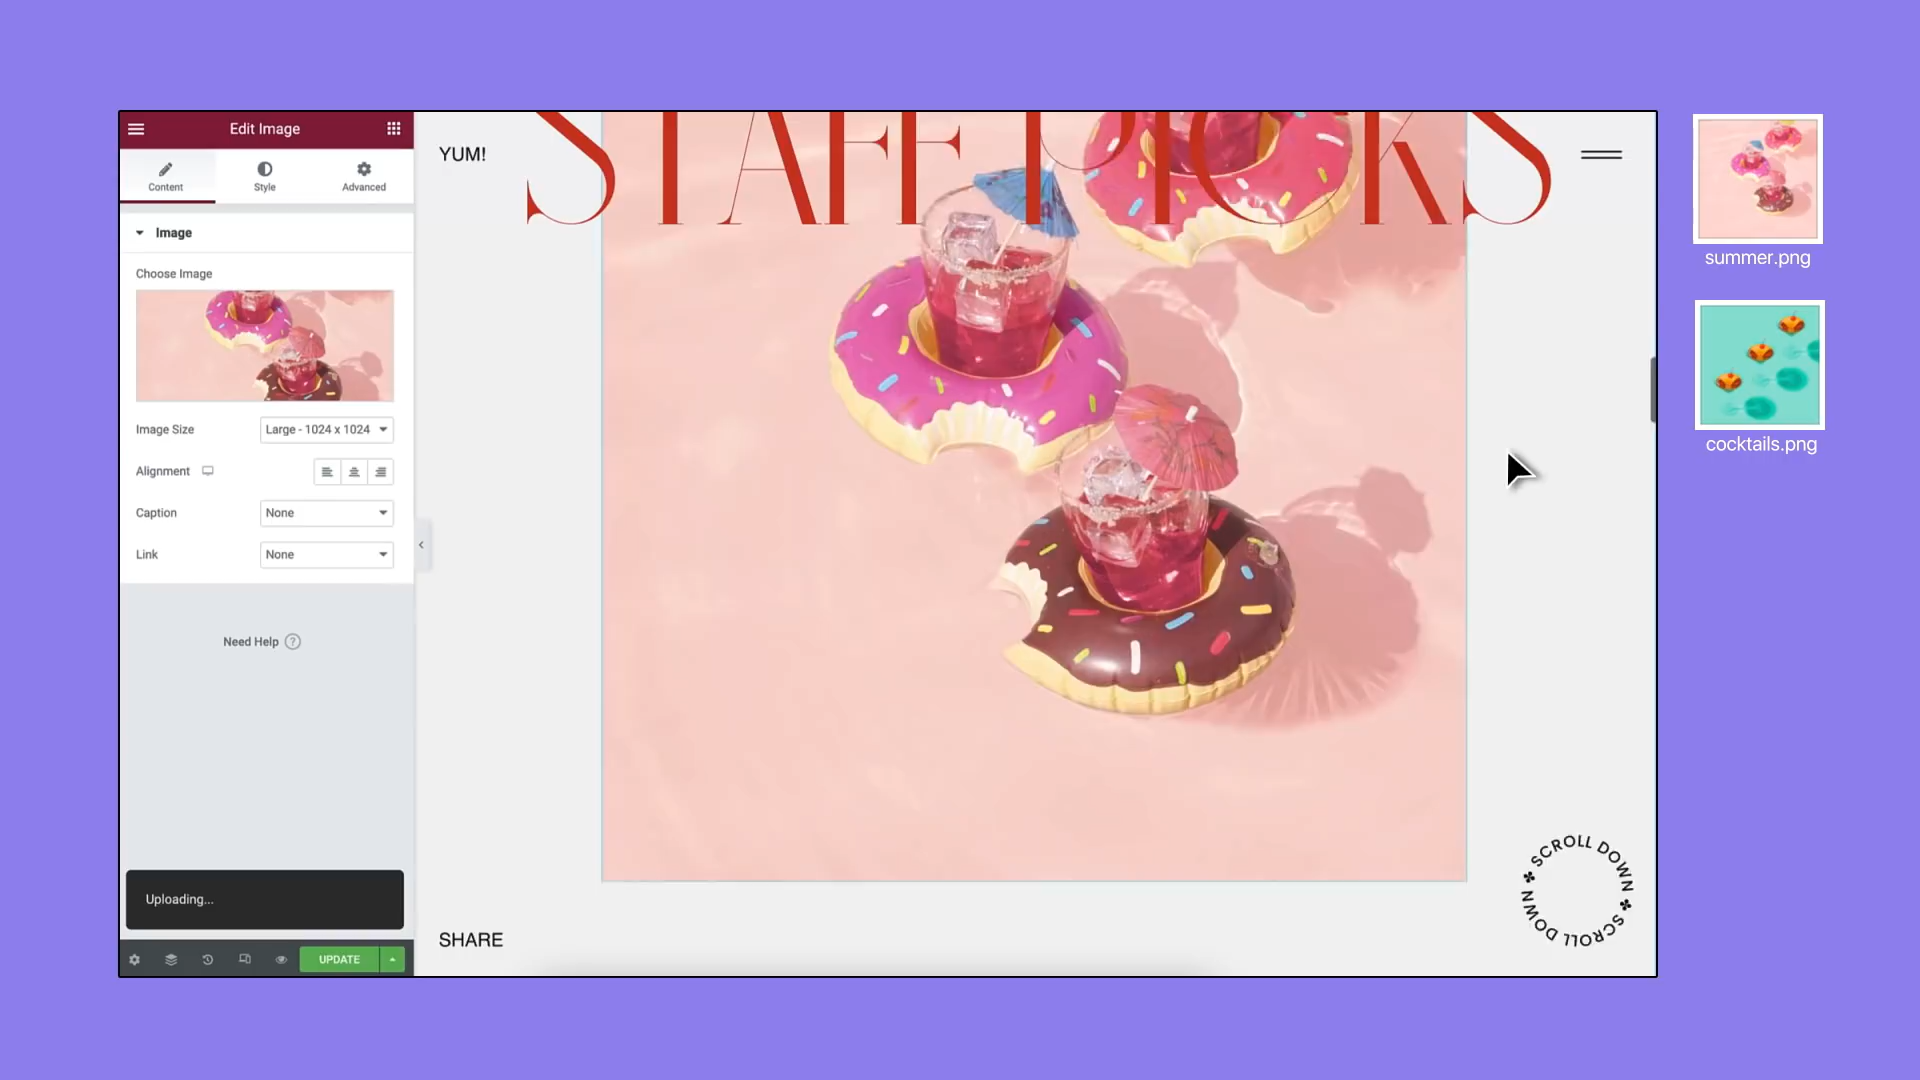 Edit Image
Content
Style
Advanced
Image
Choose Image
Image Size
Large - 1024 x 1024
Alignment
Caption
None
Link
None
Need Help ?
Uploading...
UPDATE
YUM!
STAFF PICKS
SHARE
SCROLL DOWN
SCROLL DOWN
summer.png
cocktails.png